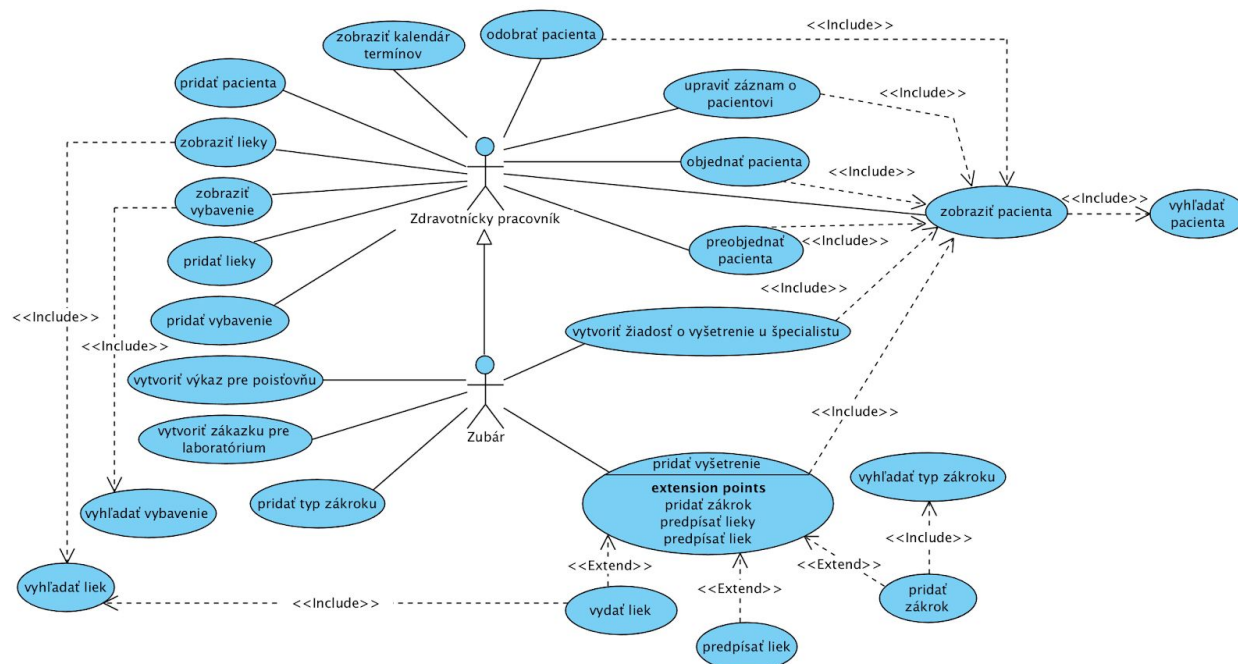 zobraziť kalendár
termínov
odobrať pacienta
<<Include>>
pridať pacienta
upraviť záznam o
pacientovi
<<Include>>
zobraziť lieky
objednať pacienta
<<Include>>
zobraziť
vybavenie
Zdravotnícky pracovník
zobraziť pacienta
<<Include>>
vyhľadať
pacienta
preobjednať
pacienta
<<Include>>
pridať lieky
<<Include>>
pridať vybavenie
<<Include>>
<<Include>>
vytvoriť žiadosť o vyšetrenie u špecialistu
vytvoriť výkaz pre poisťovňu
<<Include>>
vytvoriť zákazku pre
laboratórium
Zubár
pridať typ zákroku
pridať vyšetrenie
extension points
pridať zákrok
predpísať lieky
predpísať liek
vyhľadať typ zákroku
vyhľadať vybavenie
<<Include>>
<<Extend>>
<<Extend>>
<<Extend>>
vyhľadať liek
<<Include>>
vydať liek
pridať
zákrok
predpísať liek